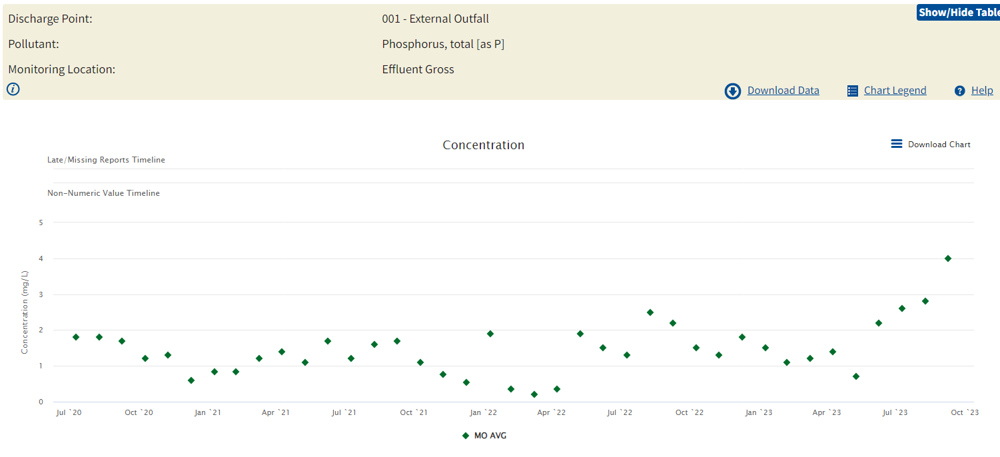 Discharge Point: 001 - External Outfall Show/Hide Table
Pollutant: Phosphorus, total [as P]
Monitoring Location: Effluent Gross
i Download Data Chart Legend ? Help
Concentration
Download Chart
Late/Missing Reports Timeline
Non-Numeric Value Timeline
5
4
3
2
1
0
Concentration (mg/L)
Jul `20 Oct `20 Jan `21 Apr `21 Jul `21 Oct `21 Jan `22 Apr `22 Jul `22 Oct `22 Jan `23 Apr `23 Jul `23 Oct `23
MO AVG